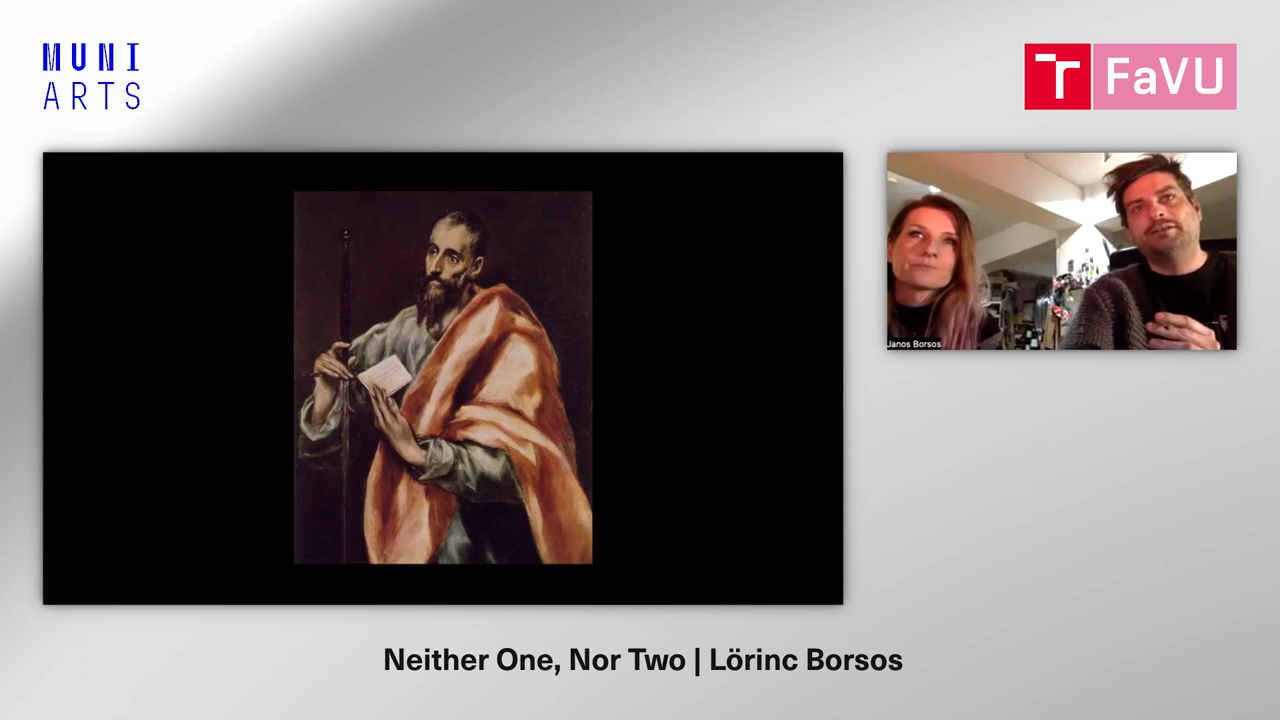 MUNI
ARTS
FaVU
Janos Borsos
Neither One, Nor Two | Lörinc Borsos